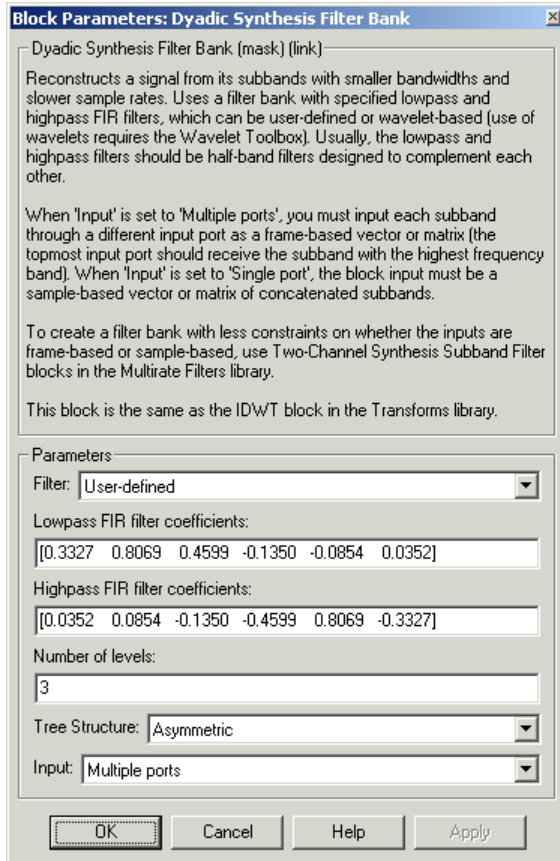 Block Parameters: Dyadic Synthesis Filter Bank
Dyadic Synthesis Filter Bank (mask) (link)
Reconstructs a signal from its subbands with smaller bandwidths and
slower sample rates. Uses a filter bank with specified lowpass and
highpass FIR filters, which can be user-defined or wavelet-based (use of
wavelets requires the Wavelet Toolbox). Usually, the lowpass and
highpass filters should be half-band filters designed to complement each
other.
When 'Input' is set to 'Multiple ports', you must input each subband
through a different input port as a frame-based vector or matrix (the
topmost input port should receive the subband with the highest frequency
band). When 'Input' is set to 'Single port', the block input must be a
sample-based vector or matrix of concatenated subbands.
To create a filter bank with less constraints on whether the inputs are
frame-based or sample-based, use Two-Channel Synthesis Subband Filter
blocks in the Multirate Filters library.
This block is the same as the IDWT block in the Transforms library.
Parameters
Filter: User-defined
Lowpass FIR filter coefficients:
[0.3327 0.8069 0.4599 -0.1350 -0.0854 0.0352]
Highpass FIR filter coefficients:
[0.0352 0.0854 -0.1350 -0.4599 0.8069 -0.3327]
Number of levels:
3
Tree Structure: Asymmetric
Input: Multiple ports
OK Cancel Help Apply